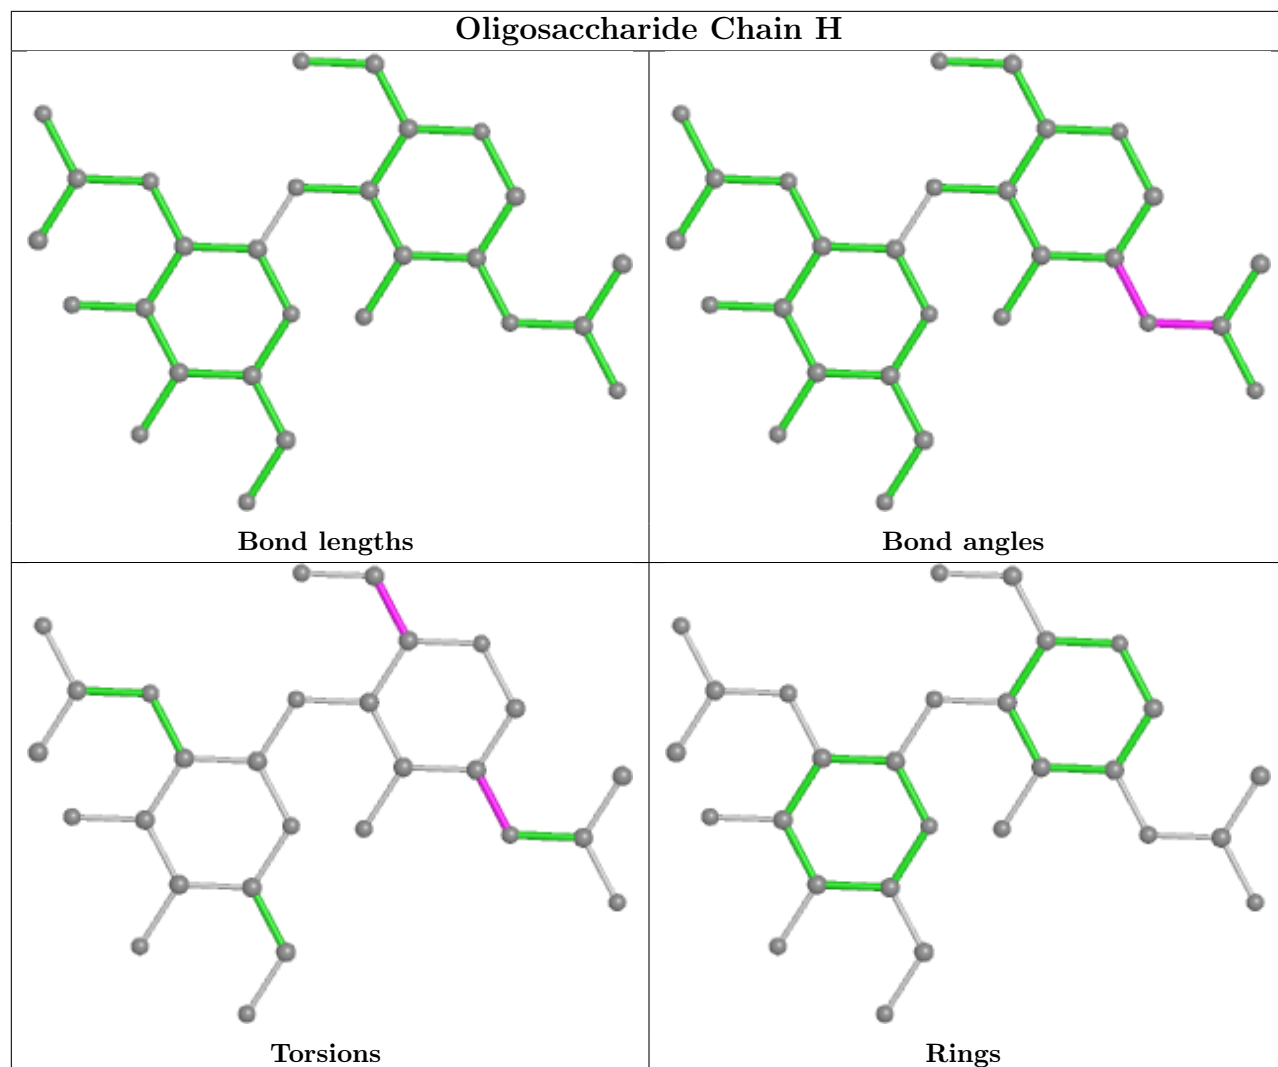 Oligosaccharide Chain H
Bond lengths
Bond angles
Torsions
Rings